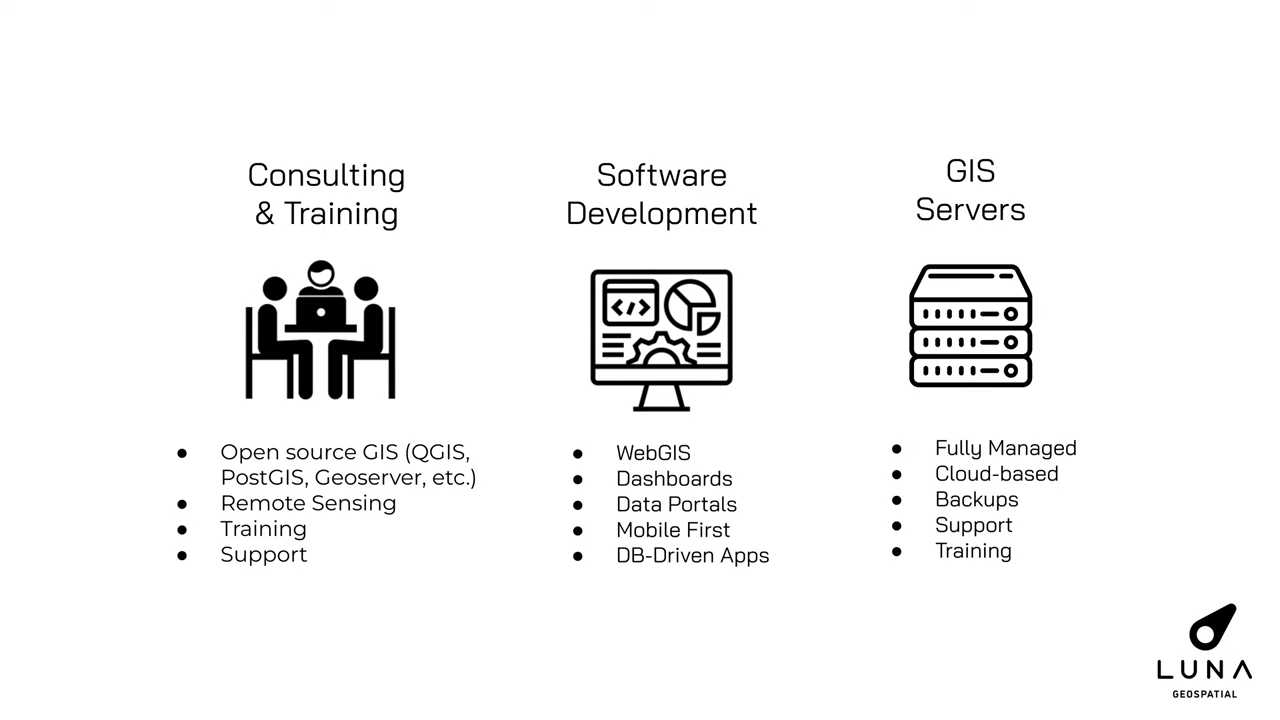 Consulting
& Training
● Open source GIS (QGIS,
PostGIS, Geoserver, etc.)
● Remote Sensing
● Training
● Support
Software
Development
</>
● WebGIS
● Dashboards
● Data Portals
● Mobile First
● DB-Driven Apps
GIS
Servers
● Fully Managed
● Cloud-based
● Backups
● Support
● Training
LUNA
GEOSPATIAL